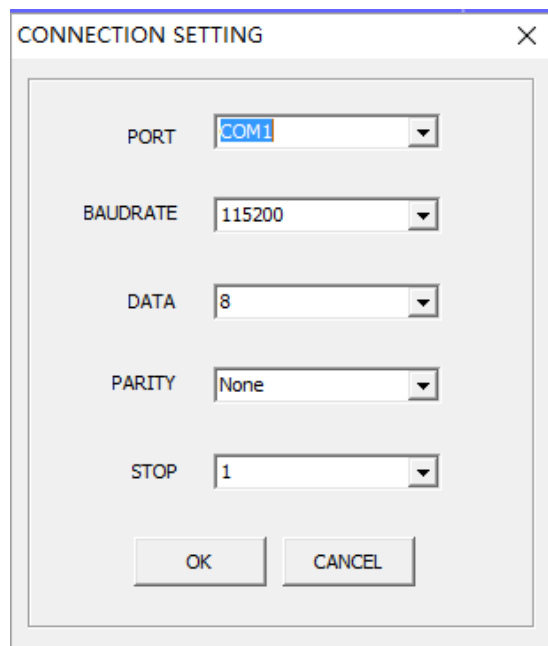 CONNECTION SETTING
PORT COM1
BAUDRATE 115200
DATA 8
PARITY None
STOP 1
OK CANCEL